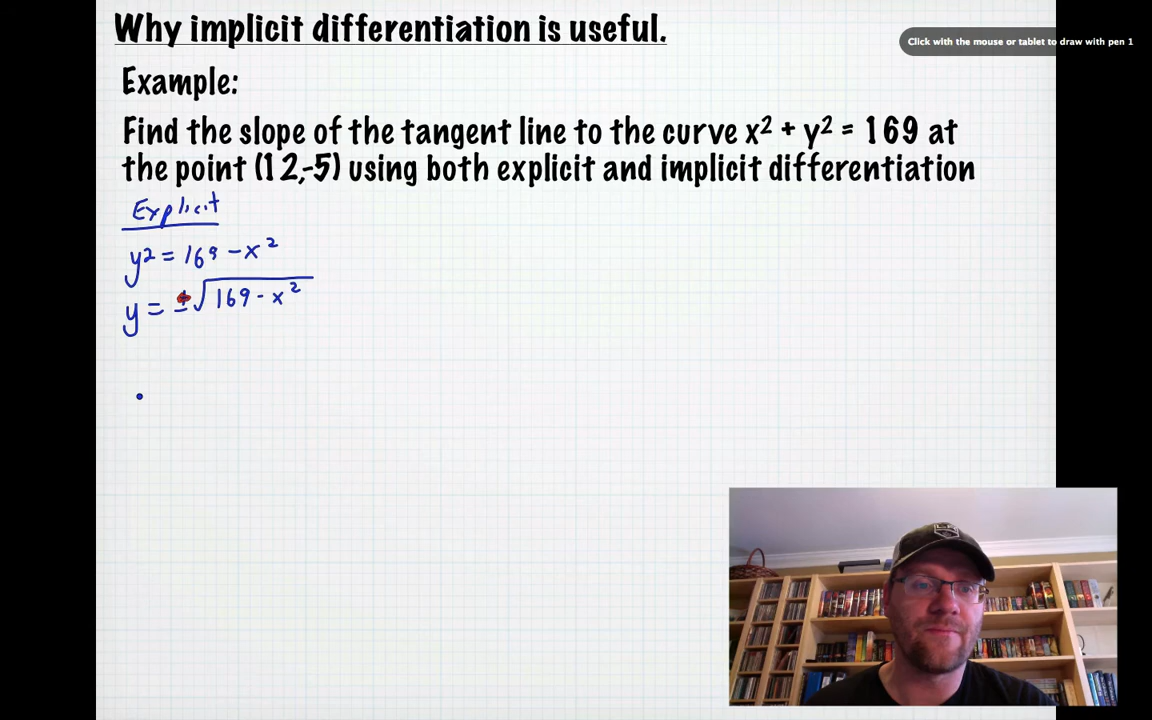 Why implicit differentiation is useful.
Click with the mouse or tablet to draw with pen 1
Example:
Find the slope of the tangent line to the curve x² + y² = 169 at
the point (12,-5) using both explicit and implicit differentiation
Explicit
y² = 169 - x²
y = ±√169 - x²